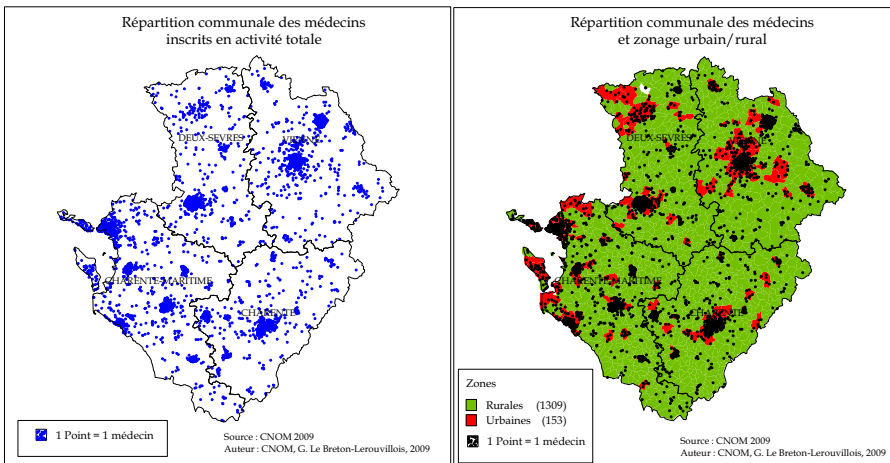 Répartition communale des médecins
inscrits en activité totale
DEUX-SEVRES
VIENNE
CHARENTE-MARITIME
CHARENTE
1 Point = 1 médecin
Source : CNOM 2009
Auteur : CNOM, G. Le Breton-Lerouvillois, 2009
Répartition communale des médecins
et zonage urbain/rural
DEUX-SEVRES
CHARENTE-MARITIME
CHARENTE
Zones
Rurales (1309)
Urbaines (153)
1 Point = 1 médecin
Source : CNOM 2009
Auteur : CNOM, G. Le Breton-Lerouvillois, 2009